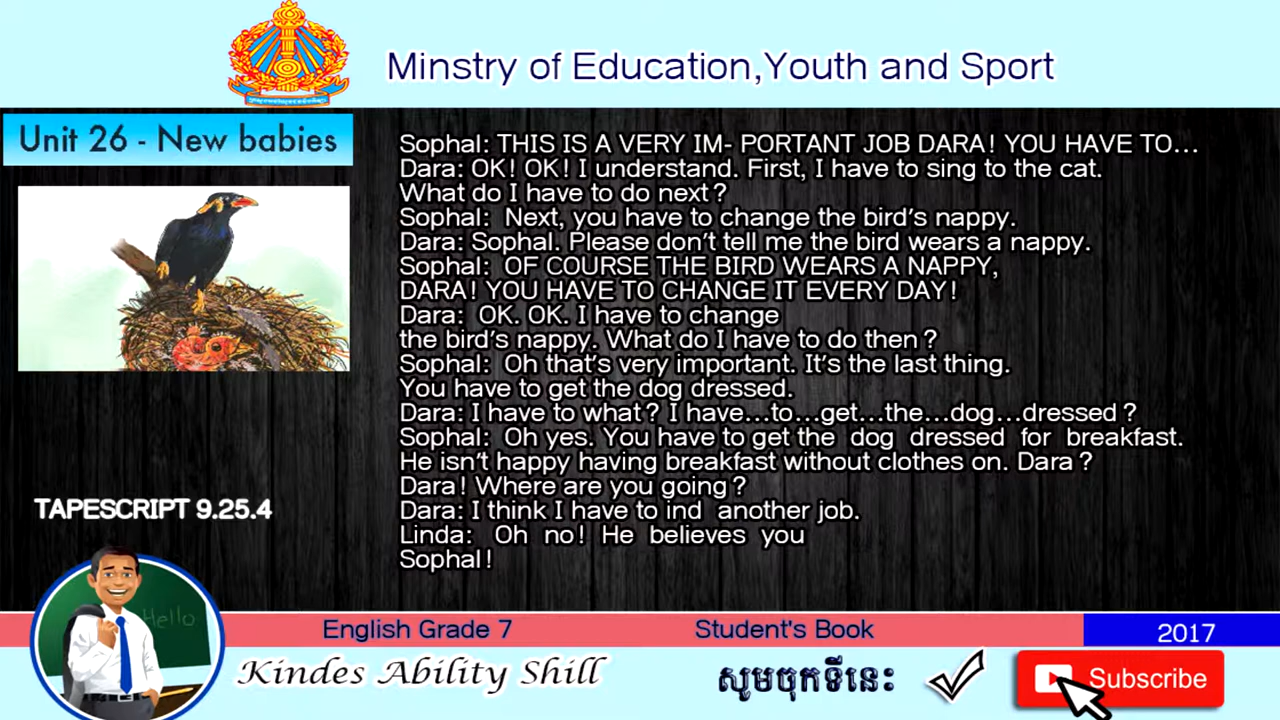 Minstry of Education,Youth and Sport
Unit 26 - New babies
Sophal: THIS IS A VERY IM- PORTANT JOB DARA! YOU HAVE TO...
Dara: OK! OK! I understand. First, I have to sing to the cat.
What do I have to do next?
Sophal: Next, you have to change the bird's nappy.
Dara: Sophal. Please don't tell me the bird wears a nappy.
Sophal: OF COURSE THE BIRD WEARS A NAPPY,
DARA! YOU HAVE TO CHANGE IT EVERY DAY!
Dara: OK. OK. I have to change
the bird's nappy. What do I have to do then?
Sophal: Oh that's very important. It's the last thing.
You have to get the dog dressed.
Dara: I have to what? I have...to...get...the...dog...dressed?
Sophal: Oh yes. You have to get the dog dressed for breakfast.
He isn't happy having breakfast without clothes on. Dara?
Dara! Where are you going?
Dara: I think I have to ind another job.
Linda: Oh no! He believes you
Sophal!
TAPESCRIPT 9.25.4
Hello
English Grade 7
Student's Book
2017
Kindes Ability Shill
សូមចុកទីនេះ
Subscribe